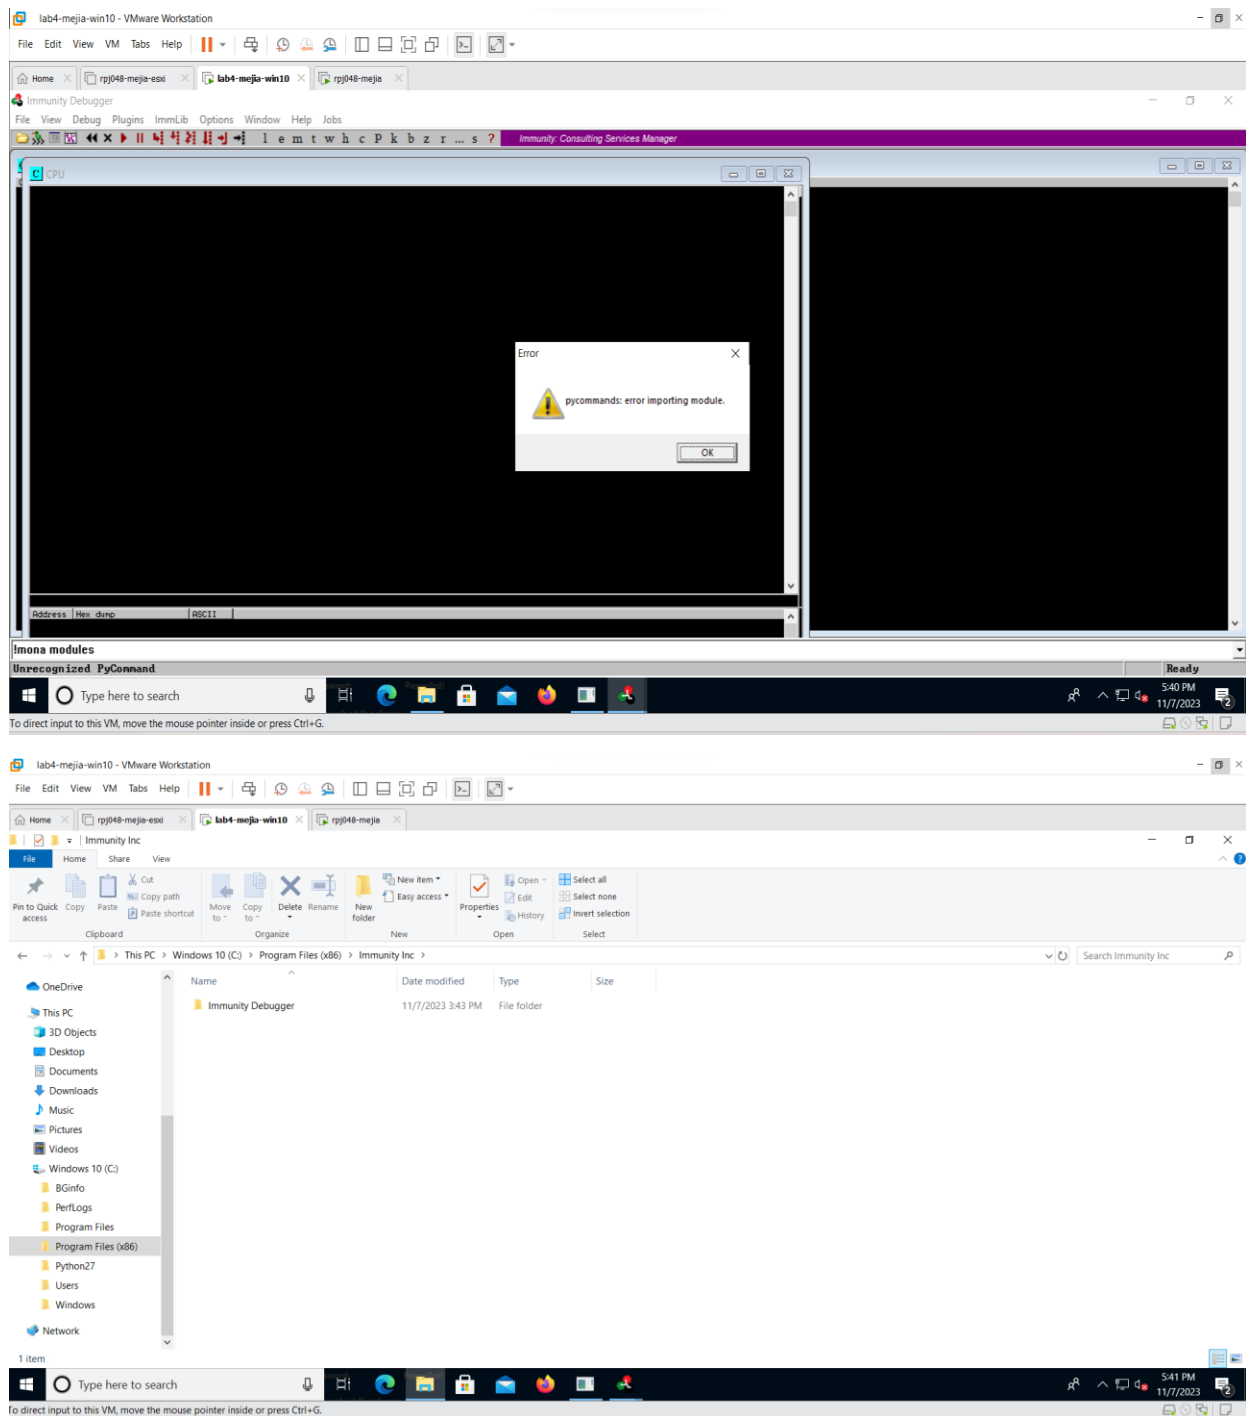 lab4-mejia-win10 - VMware Workstation
File Edit View VM Tabs Help
Home rpj048-mejia-esxi lab4-mejia-win10 rpj048-mejia
Immunity Debugger
File View Debug Plugins ImmLib Options Window Help Jobs
l e m t w h c P k b z r ... s ? Immunity: Consulting Services Manager
CPU
Error
pycommands: error importing module.
OK
Address Hex dump ASCII
!mona modules
Unrecognized PyCommand Ready
Type here to search
5:40 PM
11/7/2023
2
To direct input to this VM, move the mouse pointer inside or press Ctrl+G.
lab4-mejia-win10 - VMware Workstation
File Edit View VM Tabs Help
Home rpj048-mejia-esxi lab4-mejia-win10 rpj048-mejia
Immunity Inc
File Home Share View
Pin to Quick access Copy Paste Cut Copy path Paste shortcut
Move to Copy to Delete Rename New folder
New item Easy access Properties Open Edit History
Select all Select none Invert selection
Clipboard Organize New Open Select
This PC > Windows 10 (C:) > Program Files (x86) > Immunity Inc > Search Immunity Inc
Name Date modified Type Size
Immunity Debugger 11/7/2023 3:43 PM File folder
OneDrive
This PC
3D Objects
Desktop
Documents
Downloads
Music
Pictures
Videos
Windows 10 (C:)
BGinfo
PerfLogs
Program Files
Program Files (x86)
Python27
Users
Windows
Network
1 item
Type here to search
5:41 PM
11/7/2023
2
To direct input to this VM, move the mouse pointer inside or press Ctrl+G.